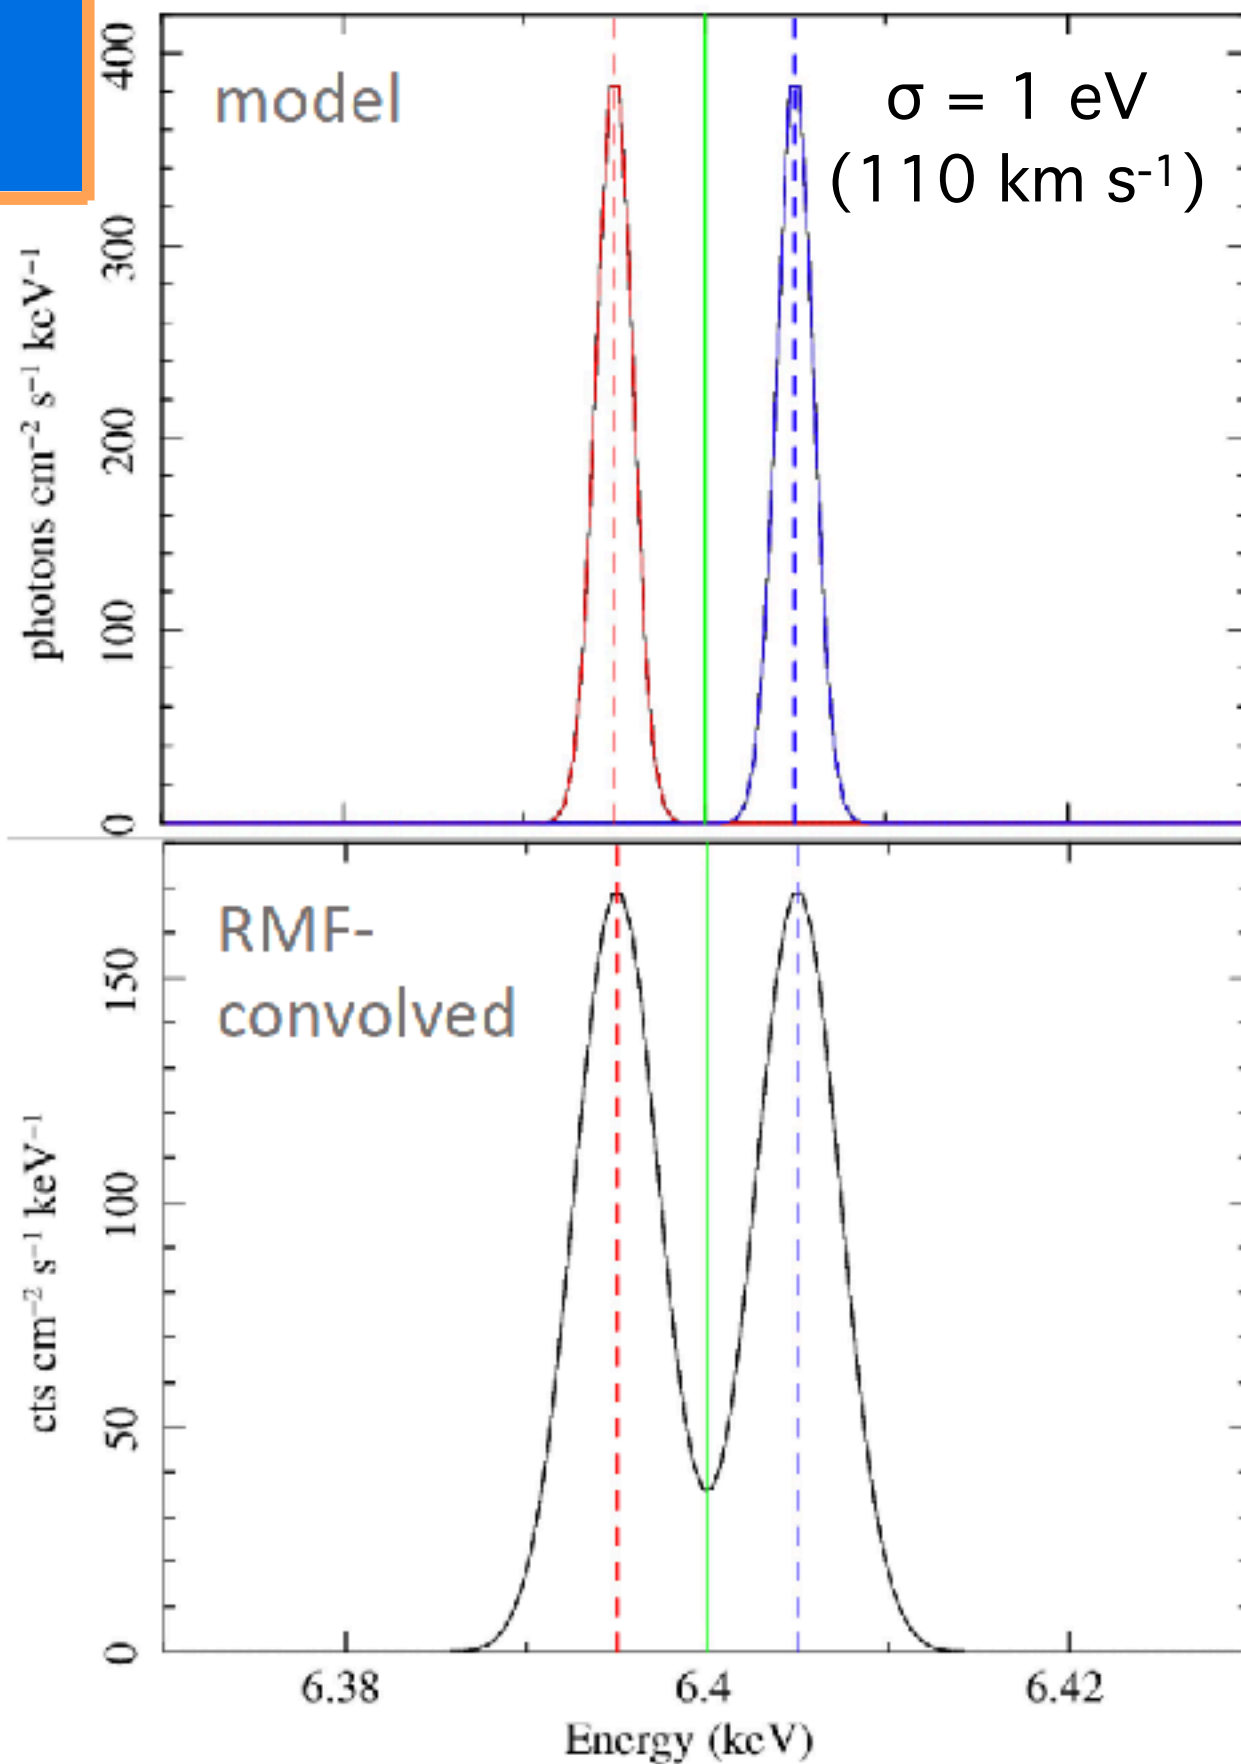 model
σ = 1 eV
(110 km s-1)
400
300
200
100
0
photons cm−2 s−1 keV−1
RMF-
convolved
150
100
50
0
cts cm−2 s−1 keV−1
6.38
6.4
6.42
Energy (keV)